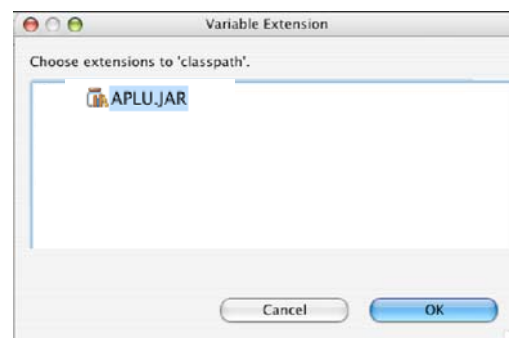 Variable Extension
Choose extensions to 'classpath'.
APLU.JAR
Cancel
OK